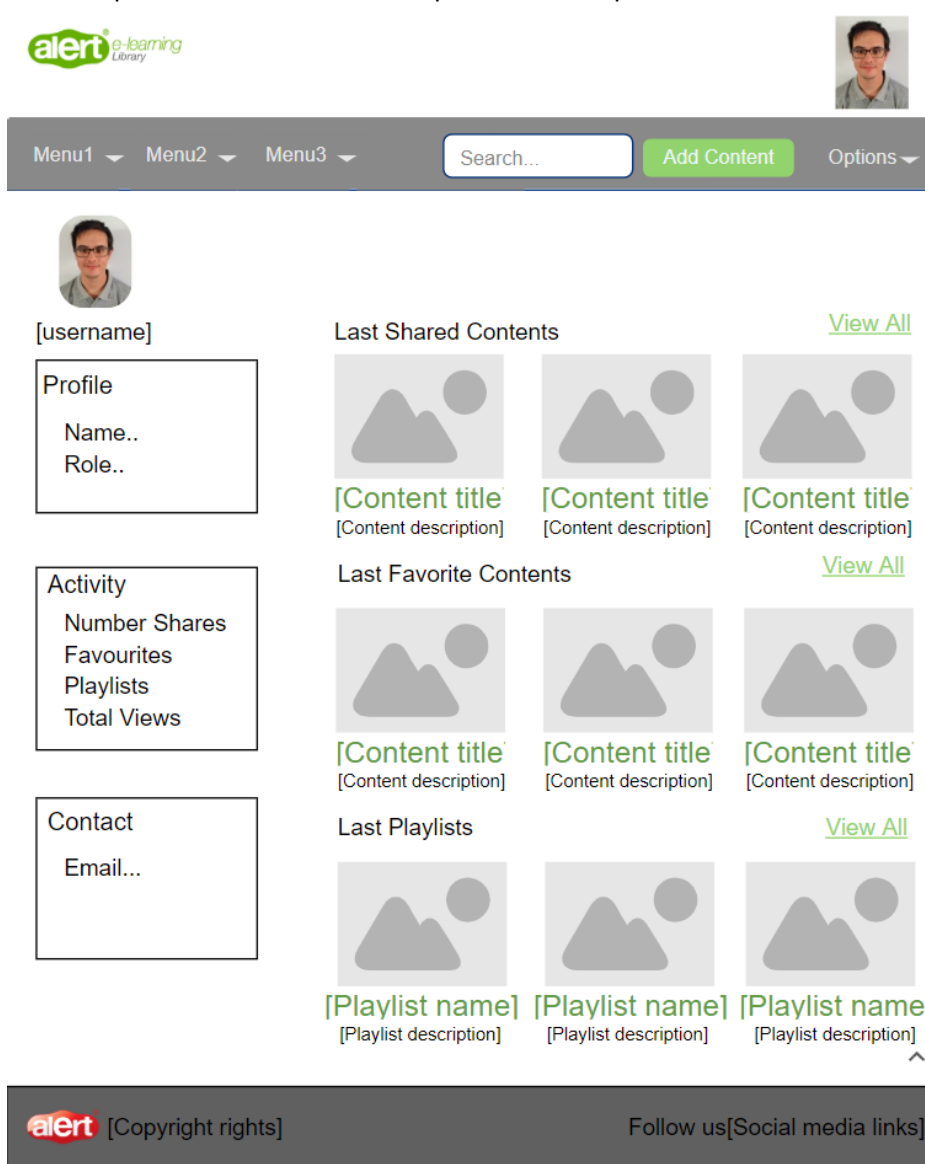 alert e-learning
Library
Menu1 Menu2 Menu3 Search... Add Content Options
[username]
Profile
Name..
Role..
Activity
Number Shares
Favourites
Playlists
Total Views
Contact
Email...
Last Shared Contents View All
[Content title [Content title [Content title
[Content description] [Content description] [Content description]
Last Favorite Contents View All
[Content title [Content title [Content title
[Content description] [Content description] [Content description]
Last Playlists View All
[Playlist name] [Playlist name] [Playlist name
[Playlist description] [Playlist description] [Playlist description]
alert [Copyright rights] Follow us[Social media links]